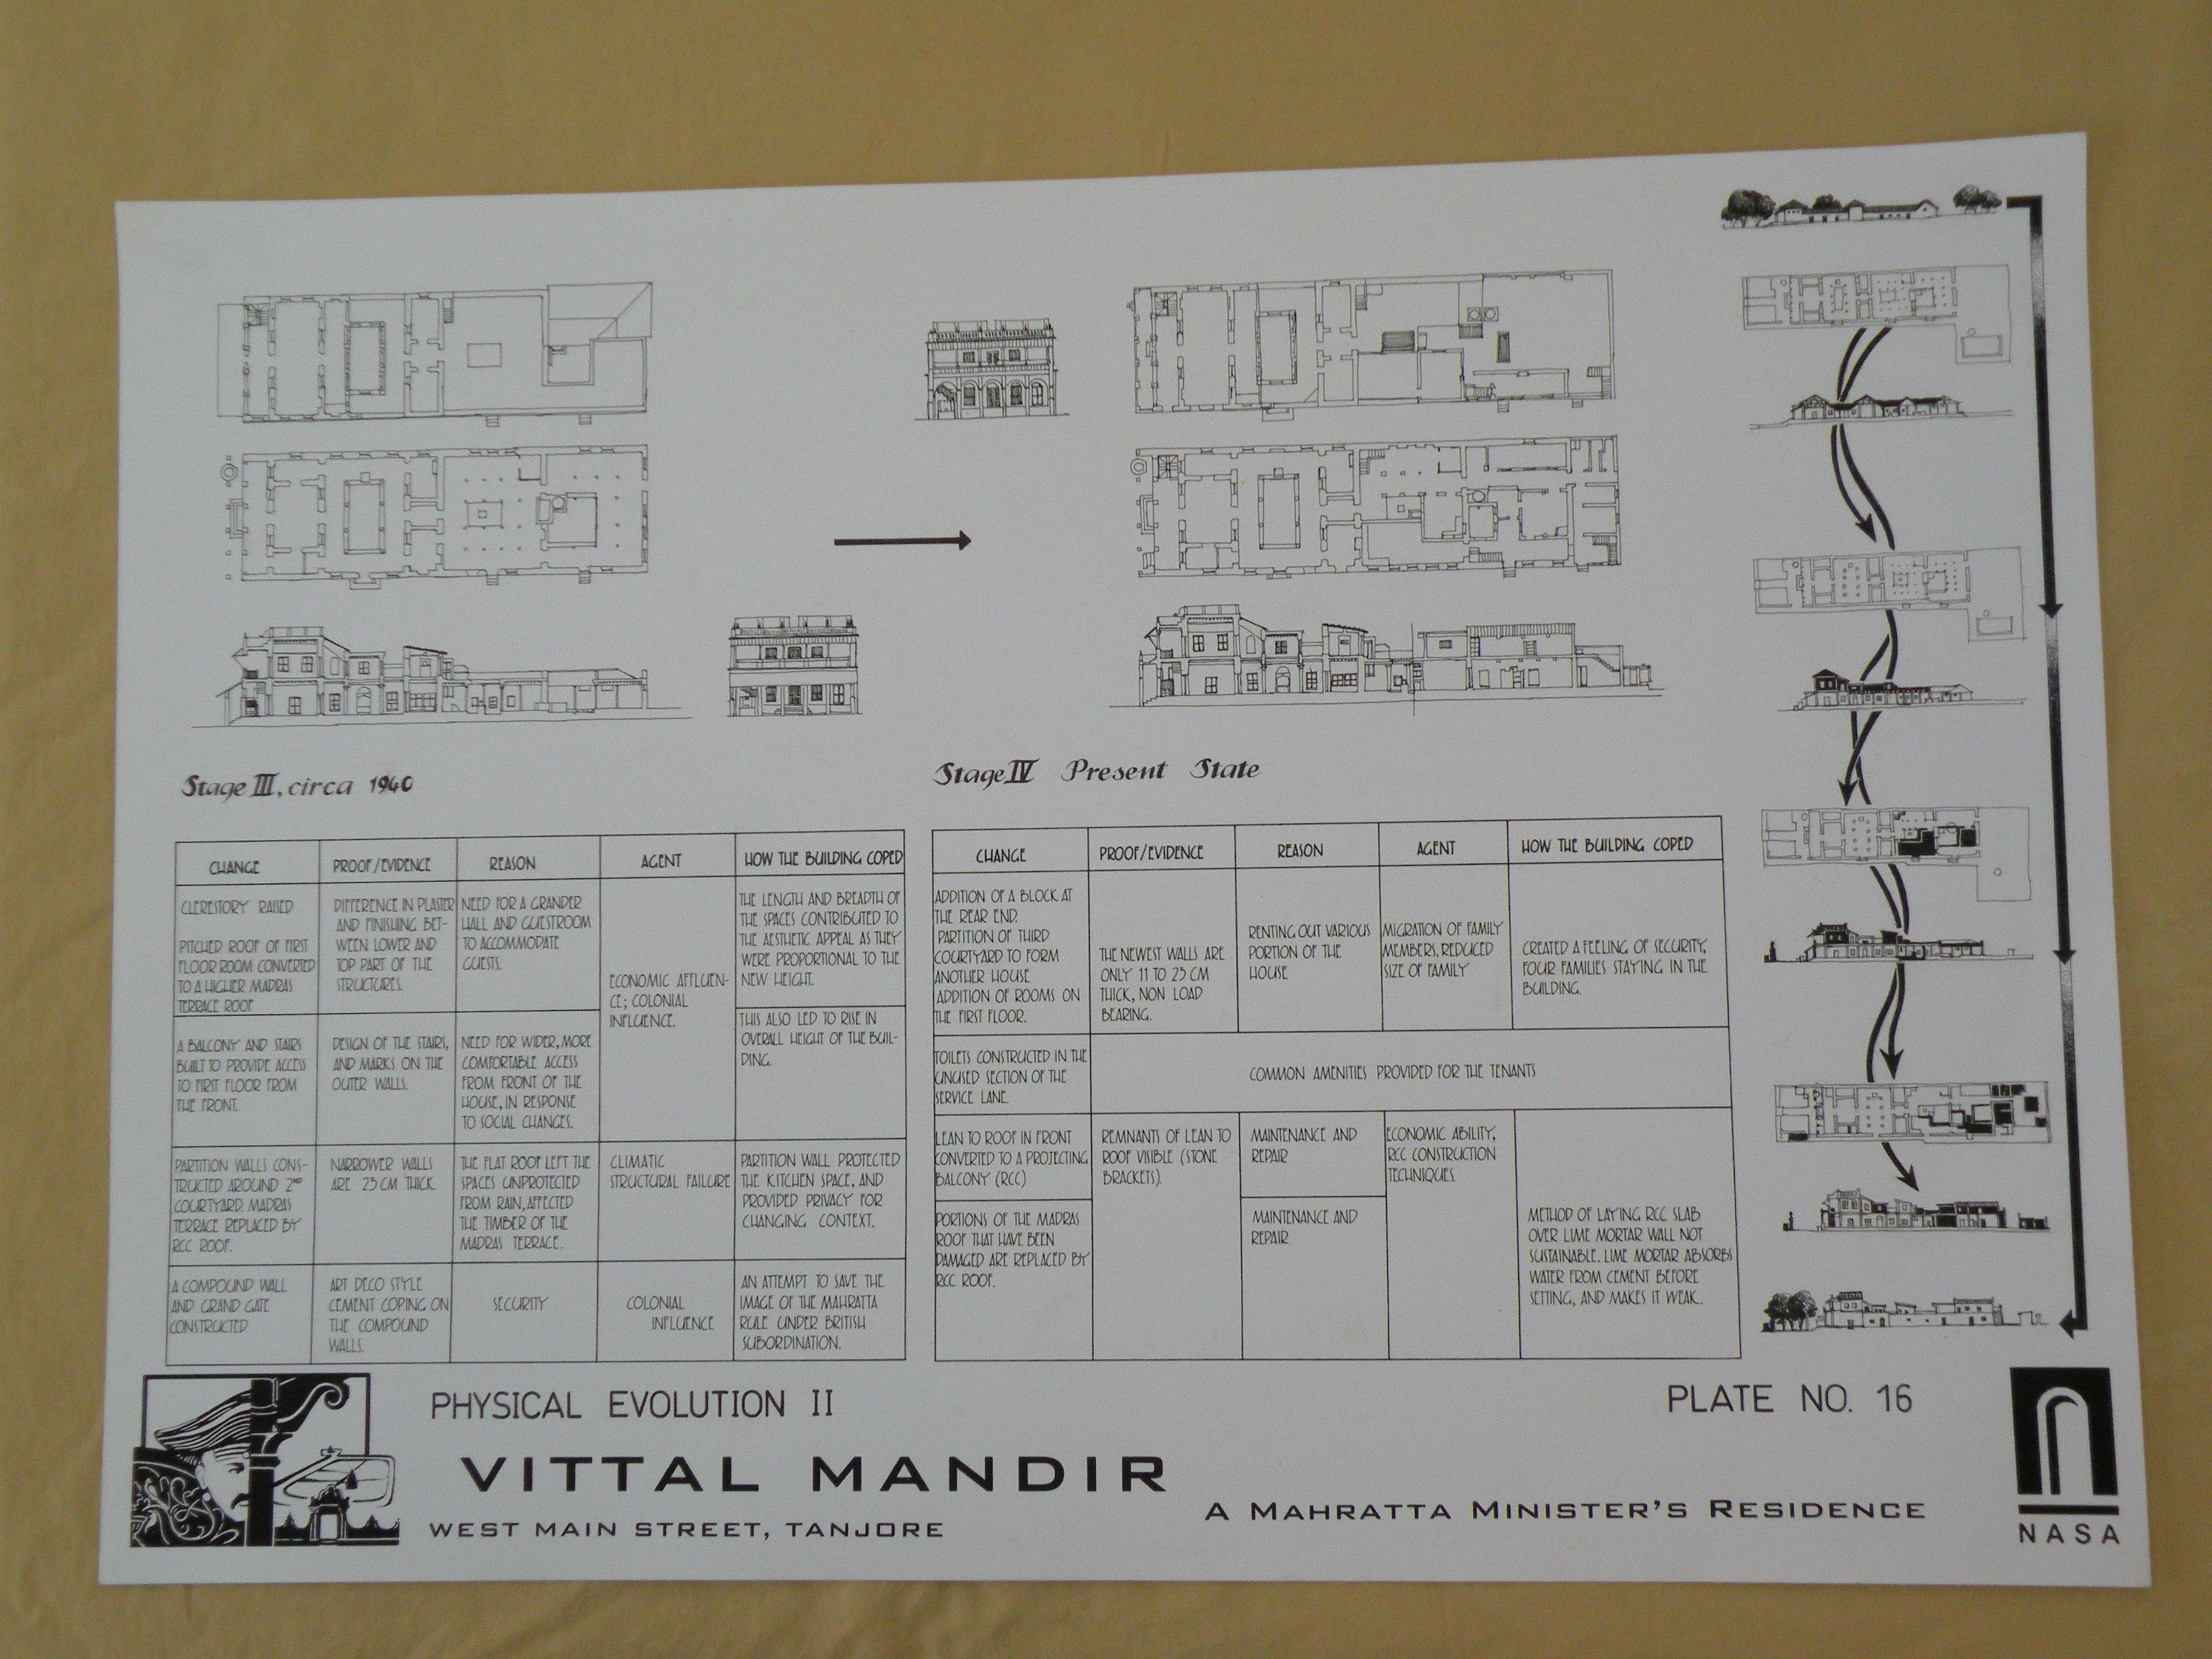 Stage III, circa 1940
CHANGE
PROOF/EVIDENCE
REASON
AGENT
HOW THE BUILDING COPED
CLERESTORY RAISED
PITCHED ROOF OF FIRST
FLOOR ROOM CONVERTED
TO A HIGHER MADRAS
TERRACE ROOF
DIFFERENCE IN PLASTER
AND FINISHING BET-
WEEN LOWER AND
TOP PART OF THE
STRUCTURES.
NEED FOR A GRANDER
HALL AND GUESTROOM
TO ACCOMMODATE
GUESTS.
ECONOMIC AFFLUEN-
CE; COLONIAL
INFLUENCE.
THE LENGTH AND BREADTH OF
THE SPACES CONTRIBUTED TO
THE AESTHETIC APPEAL AS THEY
WERE PROPORTIONAL TO THE
NEW HEIGHT.
A BALCONY AND STAIRS
BUILT TO PROVIDE ACCESS
TO FIRST FLOOR FROM
THE FRONT.
DESIGN OF THE STAIRS,
AND MARKS ON THE
OUTER WALLS.
NEED FOR WIDER, MORE
COMFORTABLE ACCESS
FROM FRONT OF THE
HOUSE, IN RESPONSE
TO SOCIAL CHANGES.
THIS ALSO LED TO RISE IN
OVERALL HEIGHT OF THE BUIL-
DING.
PARTITION WALLS CONS-
TRUCTED AROUND 2ND
COURTYARD. MADRAS
TERRACE REPLACED BY
RCC ROOF.
NARROWER WALLS
ARE 23 CM THICK.
THE FLAT ROOF LEFT THE
SPACES UNPROTECTED
FROM RAIN, AFFECTED
THE TIMBER OF THE
MADRAS TERRACE.
CLIMATIC
STRUCTURAL FAILURE
PARTITION WALL PROTECTED
THE KITCHEN SPACE, AND
PROVIDED PRIVACY FOR
CHANGING CONTEXT.
A COMPOUND WALL
AND GRAND GATE
CONSTRUCTED
ART DECO STYLE
CEMENT COPING ON
THE COMPOUND
WALLS.
SECURITY
COLONIAL
INFLUENCE
AN ATTEMPT TO SAVE THE
IMAGE OF THE MAHRATTA
RULE UNDER BRITISH
SUBORDINATION.
Stage IV Present State
CHANGE
PROOF/EVIDENCE
REASON
AGENT
HOW THE BUILDING COPED
ADDITION OF A BLOCK AT
THE REAR END.
PARTITION OF THIRD
COURTYARD TO FORM
ANOTHER HOUSE
ADDITION OF ROOMS ON
THE FIRST FLOOR.
THE NEWEST WALLS ARE
ONLY 11 TO 23 CM
THICK, NON LOAD
BEARING.
RENTING OUT VARIOUS
PORTION OF THE
HOUSE
MIGRATION OF FAMILY
MEMBERS. REDUCED
SIZE OF FAMILY
CREATED A FEELING OF SECURITY,
FOUR FAMILIES STAYING IN THE
BUILDING.
TOILETS CONSTRUCTED IN THE
UNUSED SECTION OF THE
SERVICE LANE.
COMMON AMENITIES PROVIDED FOR THE TENANTS
LEAN TO ROOF IN FRONT
CONVERTED TO A PROJECTING
BALCONY (RCC)
REMNANTS OF LEAN TO
ROOF VISIBLE (STONE
BRACKETS).
MAINTENANCE AND
REPAIR
ECONOMIC ABILITY,
RCC CONSTRUCTION
TECHNIQUES.
PORTIONS OF THE MADRAS
ROOF THAT HAVE BEEN
DAMAGED ARE REPLACED BY
RCC ROOF.
MAINTENANCE AND
REPAIR
METHOD OF LAYING RCC SLAB
OVER LIME MORTAR WALL NOT
SUSTAINABLE. LIME MORTAR ABSORBS
WATER FROM CEMENT BEFORE
SETTING, AND MAKES IT WEAK.
PHYSICAL EVOLUTION II
PLATE NO. 16
VITTAL MANDIR
A MAHRATTA MINISTER'S RESIDENCE
WEST MAIN STREET, TANJORE
NASA